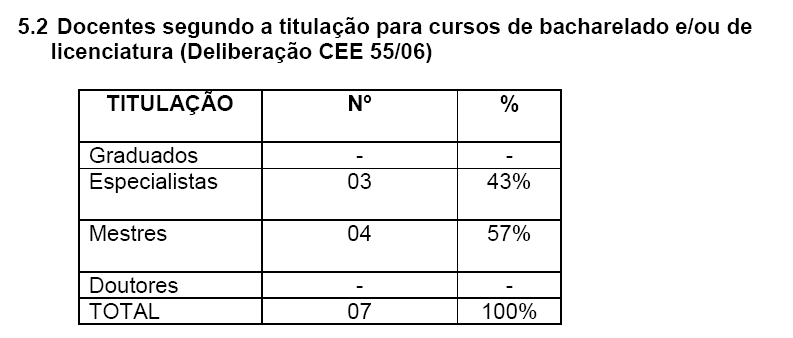 5.2 Docentes segundo a titulação para cursos de bacharelado e/ou de
licenciatura (Deliberação CEE 55/06)
TITULAÇÃO Nº %
Graduados - -
Especialistas 03 43%
Mestres 04 57%
Doutores - -
TOTAL 07 100%